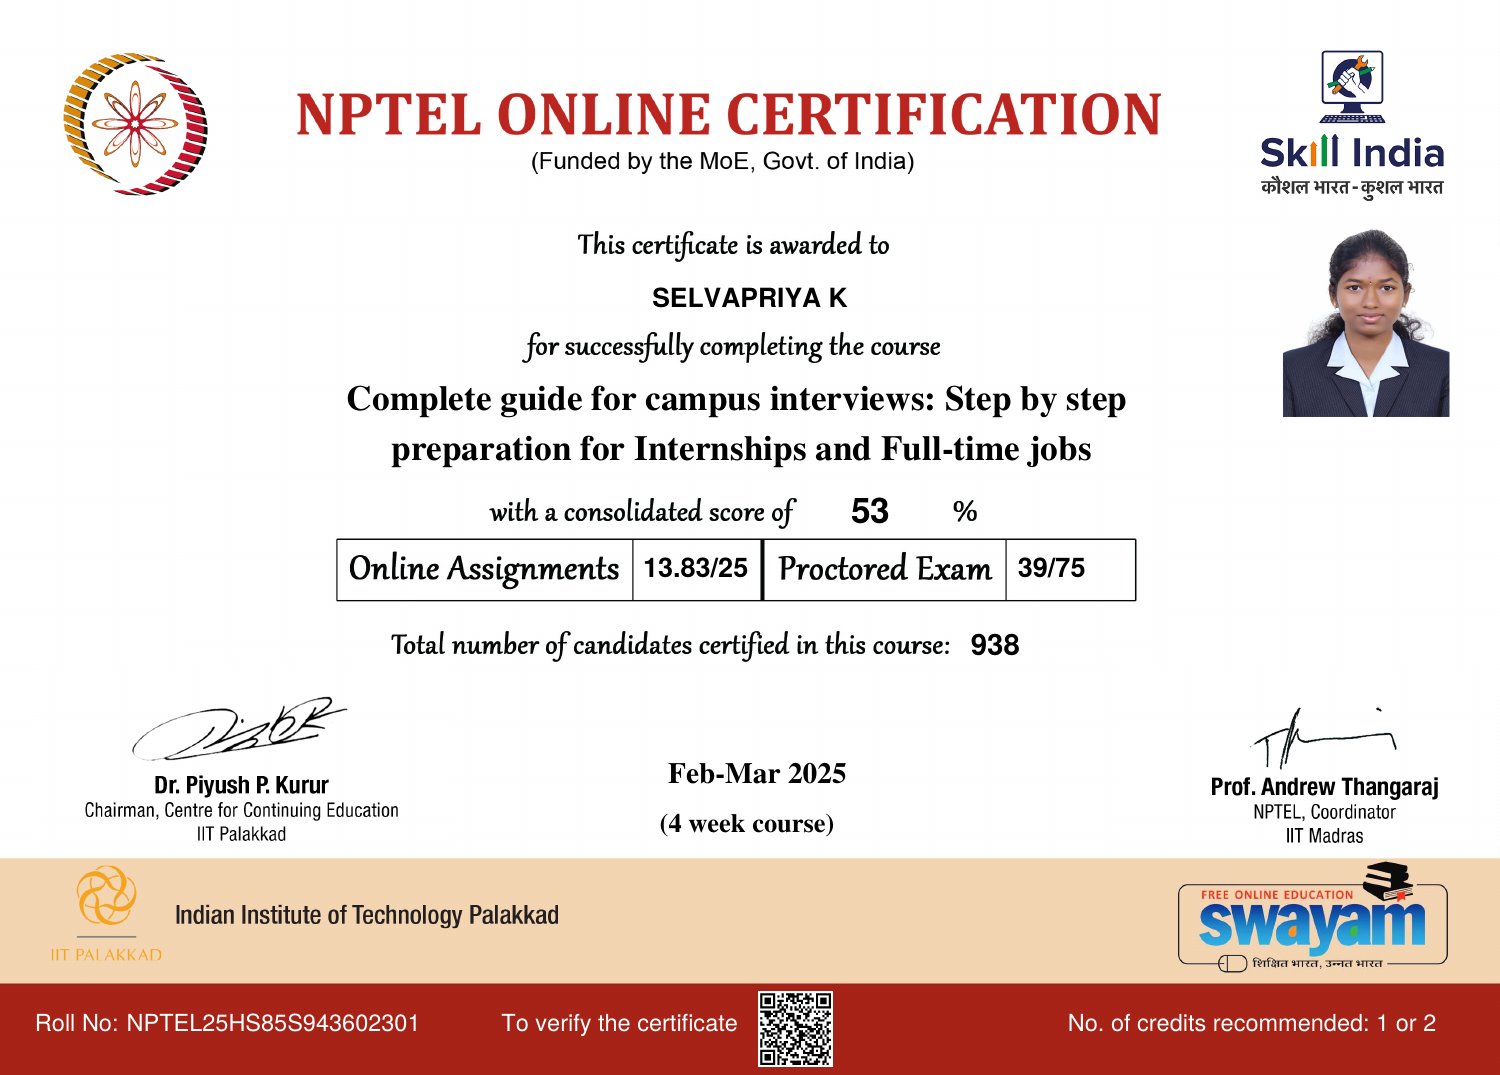 NPTEL ONLINE CERTIFICATION
(Funded by the MoE, Govt. of India)
Skill India
कौशल भारत - कुशल भारत
This certificate is awarded to
SELVAPRIYA K
for successfully completing the course
Complete guide for campus interviews: Step by step
preparation for Internships and Full-time jobs
with a consolidated score of 53 %
Online Assignments 13.83/25 Proctored Exam 39/75
Total number of candidates certified in this course: 938
Dr. Piyush P. Kurur
Chairman, Centre for Continuing Education
IIT Palakkad
Feb-Mar 2025
(4 week course)
Prof. Andrew Thangaraj
NPTEL, Coordinator
IIT Madras
IIT PALAKKAD
Indian Institute of Technology Palakkad
FREE ONLINE EDUCATION
swayam
शिक्षित भारत, उन्नत भारत
Roll No: NPTEL25HS85S943602301
To verify the certificate
No. of credits recommended: 1 or 2